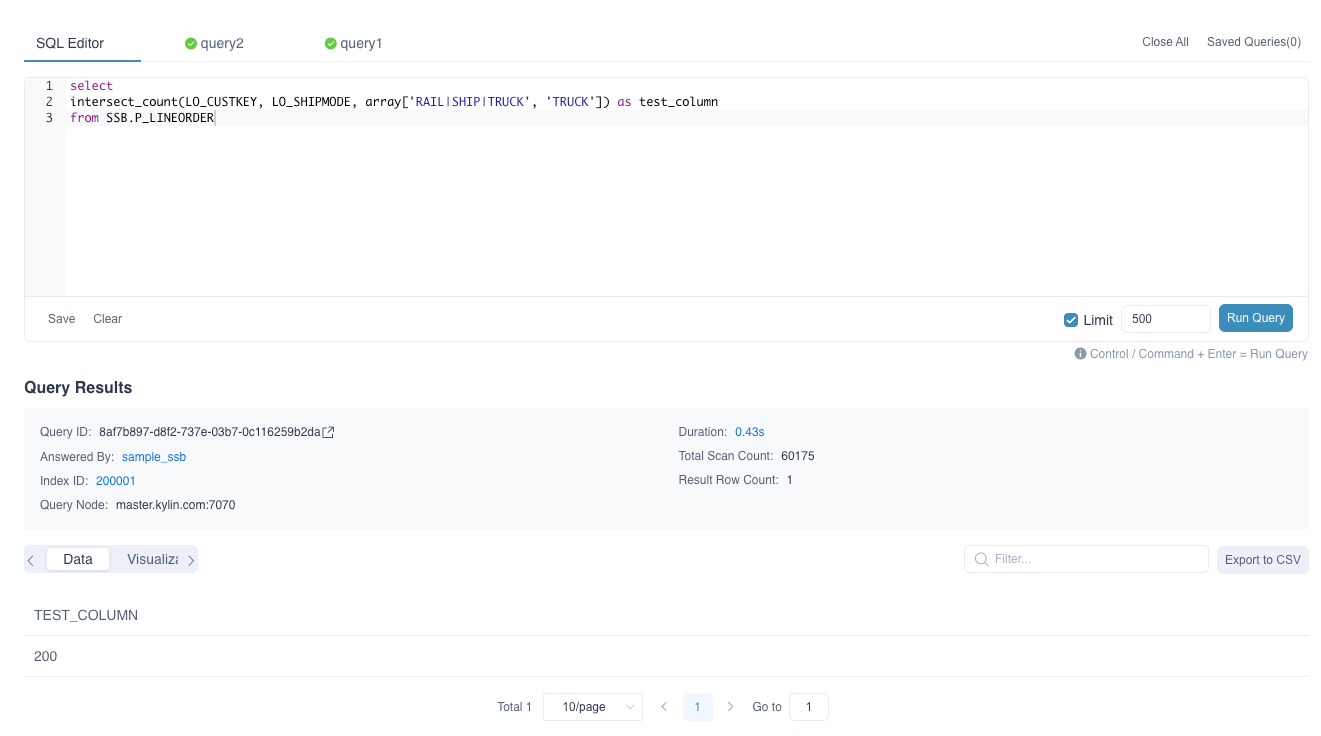 SQL Editor query2 query1 Close All Saved Queries(0)
1 select
2 intersect_count(LO_CUSTKEY, LO_SHIPMODE, array['RAIL|SHIP|TRUCK', 'TRUCK']) as test_column
3 from SSB.P_LINEORDER
Save Clear Limit 500 Run Query
Control / Command + Enter = Run Query
Query Results
Query ID: 8af7b897-d8f2-737e-03b7-0c116259b2da Duration: 0.43s
Answered By: sample_ssb Total Scan Count: 60175
Index ID: 200001 Result Row Count: 1
Query Node: master.kylin.com:7070
Data Visualiz Filter... Export to CSV
TEST_COLUMN
200
Total 1 10/page 1 Go to 1